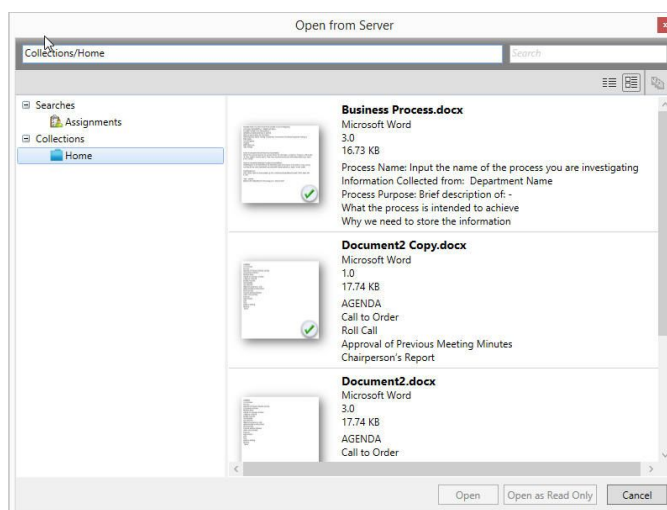 Open from Server
x
Collections/Home
Search
Searches
Assignments
Collections
Home
Business Process.docx
Microsoft Word
3.0
16.73 KB
Process Name: Input the name of the process you are investigating
Information Collected from: Department Name
Process Purpose: Brief description of: -
What the process is intended to achieve
Why we need to store the information
Document2 Copy.docx
Microsoft Word
1.0
17.74 KB
AGENDA
Call to Order
Roll Call
Approval of Previous Meeting Minutes
Chairperson's Report
Document2.docx
Microsoft Word
3.0
17.74 KB
AGENDA
Call to Order
Open
Open as Read Only
Cancel